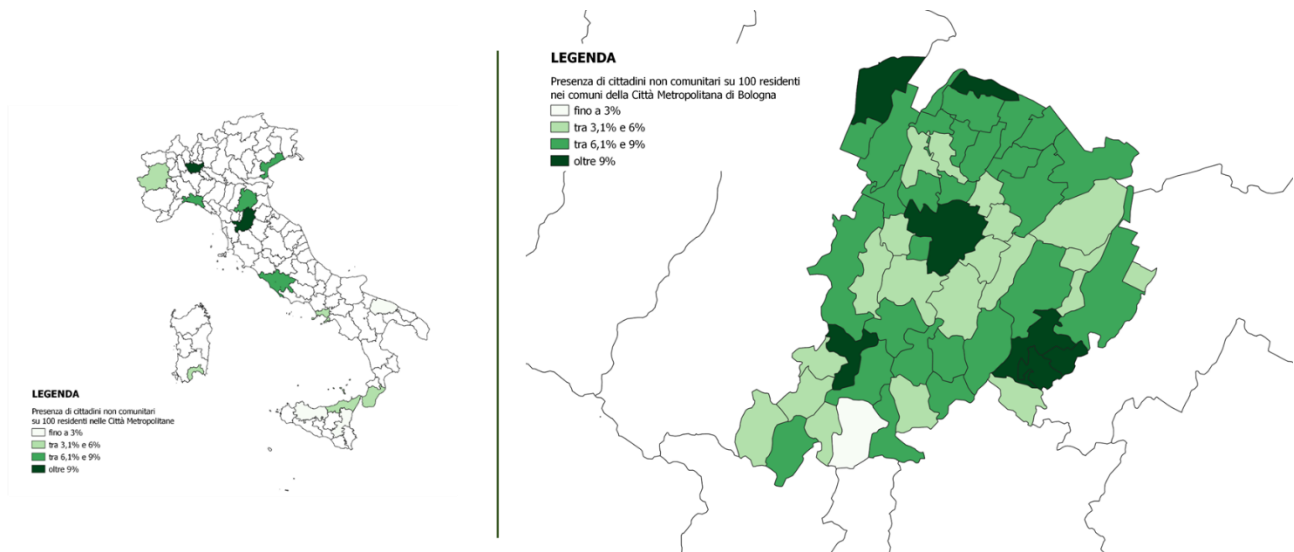 LEGENDA
Presenza di cittadini non comunitari
su 100 residenti nelle Città Metropolitane
fino a 3%
tra 3,1% e 6%
tra 6,1% e 9%
oltre 9%
LEGENDA
Presenza di cittadini non comunitari su 100 residenti
nei comuni della Città Metropolitana di Bologna
fino a 3%
tra 3,1% e 6%
tra 6,1% e 9%
oltre 9%